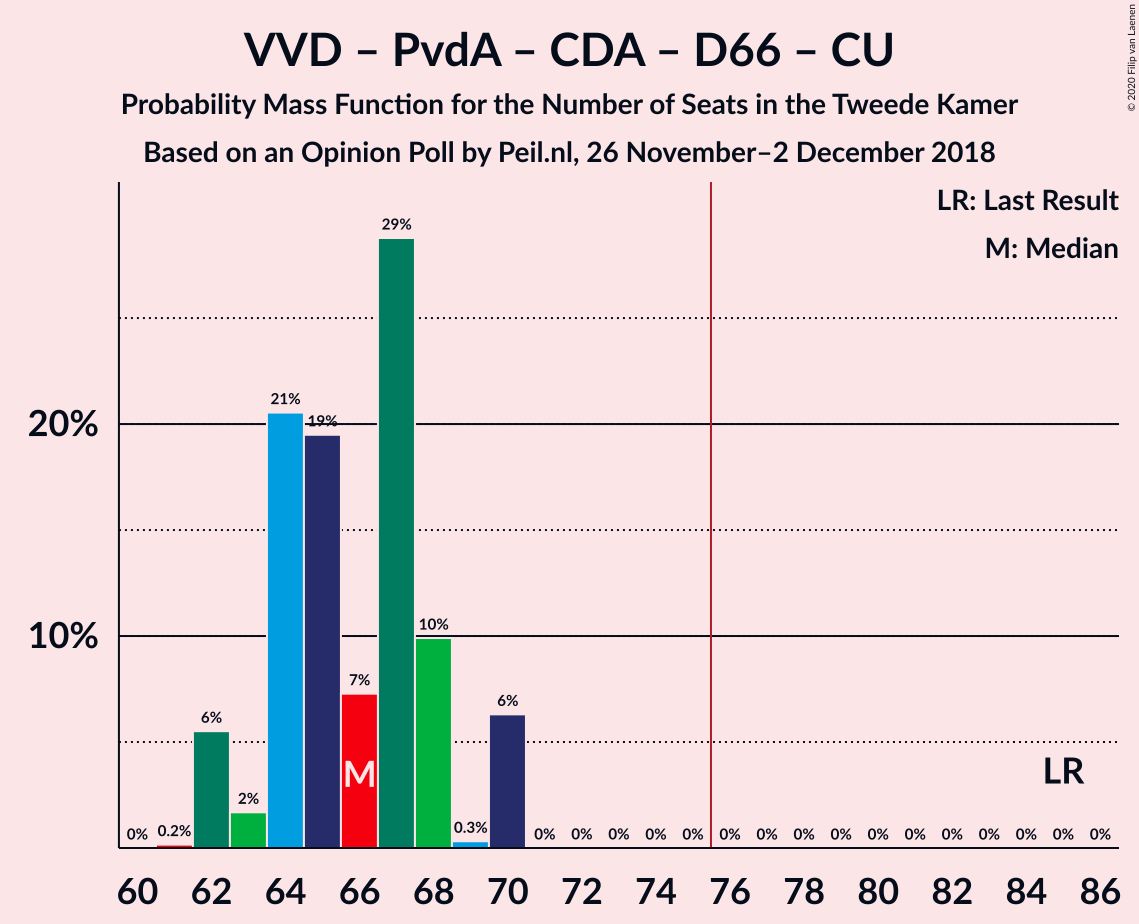 VVD – PvdA – CDA – D66 – CU
Probability Mass Function for the Number of Seats in the Tweede Kamer
Based on an Opinion Poll by Peil.nl, 26 November–2 December 2018
© 2020 Filip van Laenen
LR: Last Result
M: Median
29%
21%
19%
20%
10%
10%
7%
6%
6%
M
LR
2%
0% 0.2% 0.3% 0% 0% 0% 0% 0% 0% 0% 0% 0% 0% 0% 0% 0% 0% 0% 0%
60 62 64 66 68 70 72 74 76 78 80 82 84 86